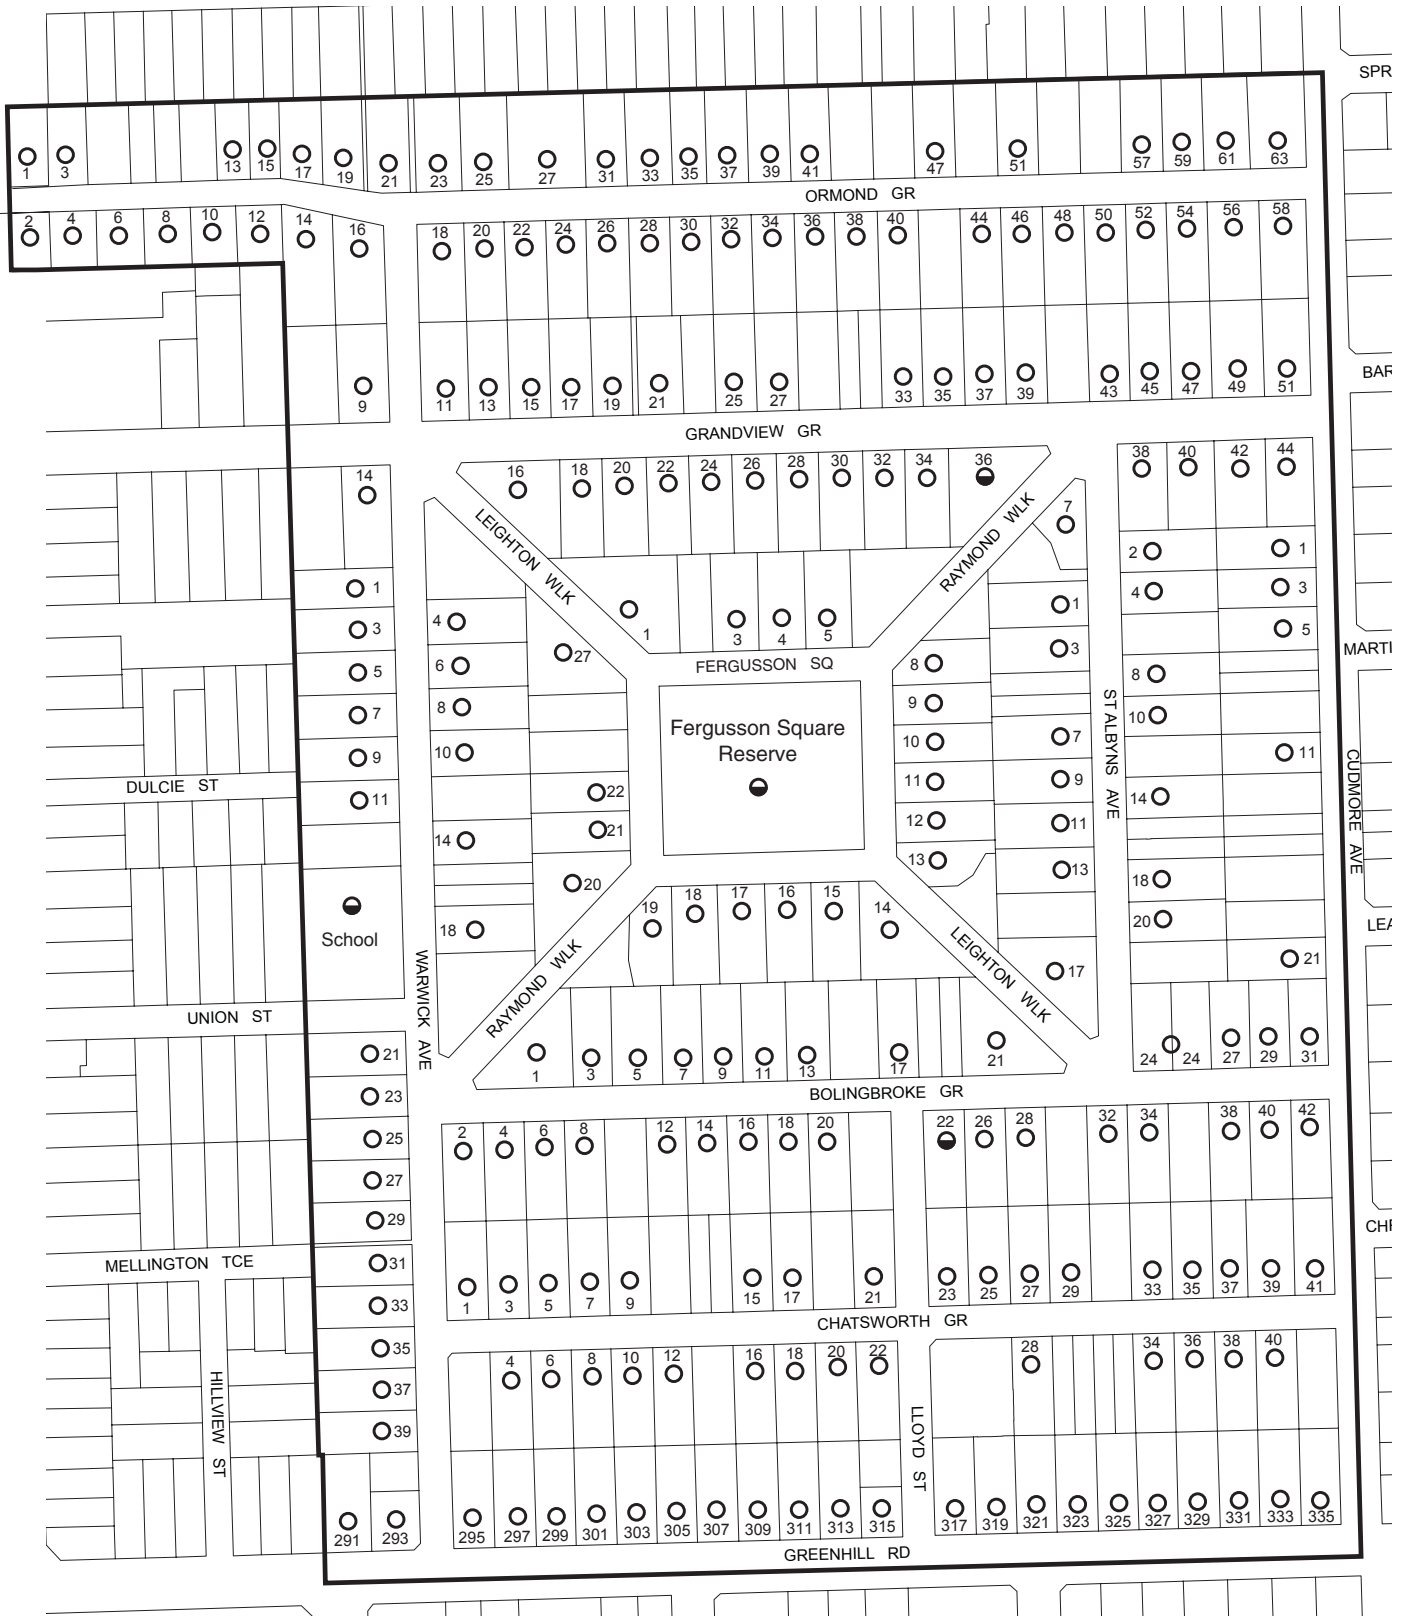 SPR
1 3 13 15 17 19 21 23 25 27 31 33 35 37 39 41 47 51 57 59 61 63
ORMOND GR
2 4 6 8 10 12 14 16 18 20 22 24 26 28 30 32 34 36 38 40 44 46 48 50 52 54 56 58
BAR
9 11 13 15 17 19 21 25 27 33 35 37 39 43 45 47 49 51
GRANDVIEW GR
14 16 18 20 22 24 26 28 30 32 34 36 38 40 42 44
LEIGHTON WLK
RAYMOND WLK
7
2 1
4 3
5
8
10
11
14
18
20
21
1
3
5
7
9
11
4
6
8
10
14
18
27
22
21
20
1 3 4 5
FERGUSSON SQ
MARTI
8
9
10
11
12
13
1
3
7
9
11
13
17
Fergusson Square
Reserve
ST ALBYNS AVE
CUDMORE AVE
DULCIE ST
School
19 18 17 16 15 14
LEA
WARWICK AVE
RAYMOND WLK
LEIGHTON WLK
UNION ST
1 3 5 7 9 11 13 17 21
24 24 27 29 31
BOLINGBROKE GR
21
23
25
27
29
31
33
35
37
39
2 4 6 8 12 14 16 18 20 22 26 28 32 34 38 40 42
CHR
MELLINGTON TCE
1 3 5 7 9 15 17 21 23 25 27 29 33 35 37 39 41
CHATSWORTH GR
4 6 8 10 12 16 18 20 22 28 34 36 38 40
HILLVIEW ST
LLOYD ST
291 293 295 297 299 301 303 305 307 309 311 313 315 317 319 321 323 325 327 329 331 333 335
GREENHILL RD